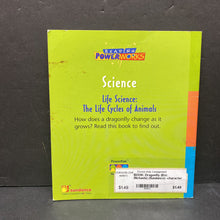 READING
POWERWORKS
Science
Life Science:
The Life Cycles of Animals
How does a dragonfly change as it
grows? Read this book to find out.
$1.49
$1.49
sundance